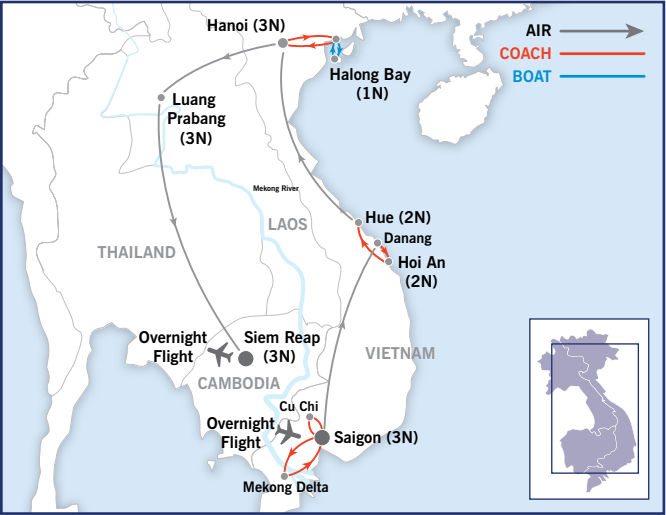 Hanoi (3N)
AIR
COACH
BOAT
Halong Bay
(1N)
Luang
Prabang
(3N)
Mekong River
LAOS
Hue (2N)
Danang
Hoi An
(2N)
THAILAND
Overnight
Flight
Siem Reap
(3N)
VIETNAM
CAMBODIA
Cu Chi
Overnight
Flight
Saigon (3N)
Mekong Delta